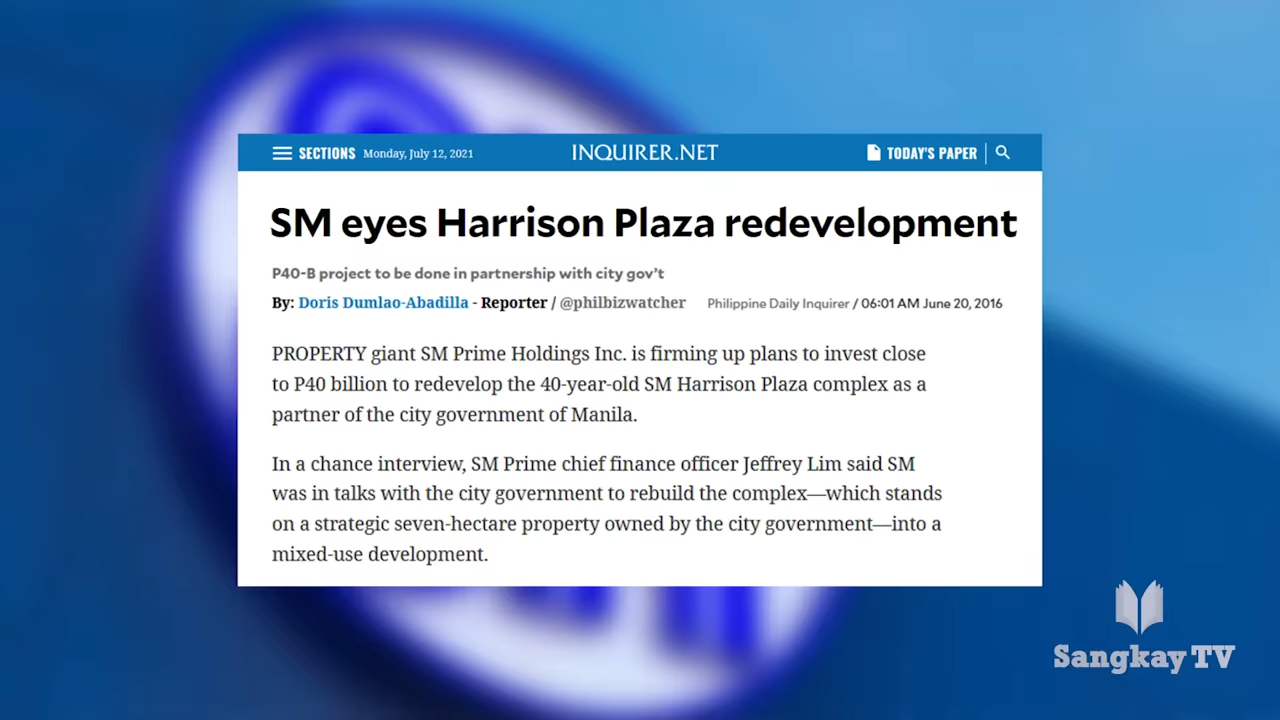 SECTIONS Monday, July 12, 2021 INQUIRER.NET TODAY'S PAPER
SM eyes Harrison Plaza redevelopment
P40-B project to be done in partnership with city gov't
By: Doris Dumlao-Abadilla - Reporter / @philbizwatcher Philippine Daily Inquirer / 06:01 AM June 20, 2016
PROPERTY giant SM Prime Holdings Inc. is firming up plans to invest close
to P40 billion to redevelop the 40-year-old SM Harrison Plaza complex as a
partner of the city government of Manila.
In a chance interview, SM Prime chief finance officer Jeffrey Lim said SM
was in talks with the city government to rebuild the complex—which stands
on a strategic seven-hectare property owned by the city government—into a
mixed-use development.
Sangkay TV